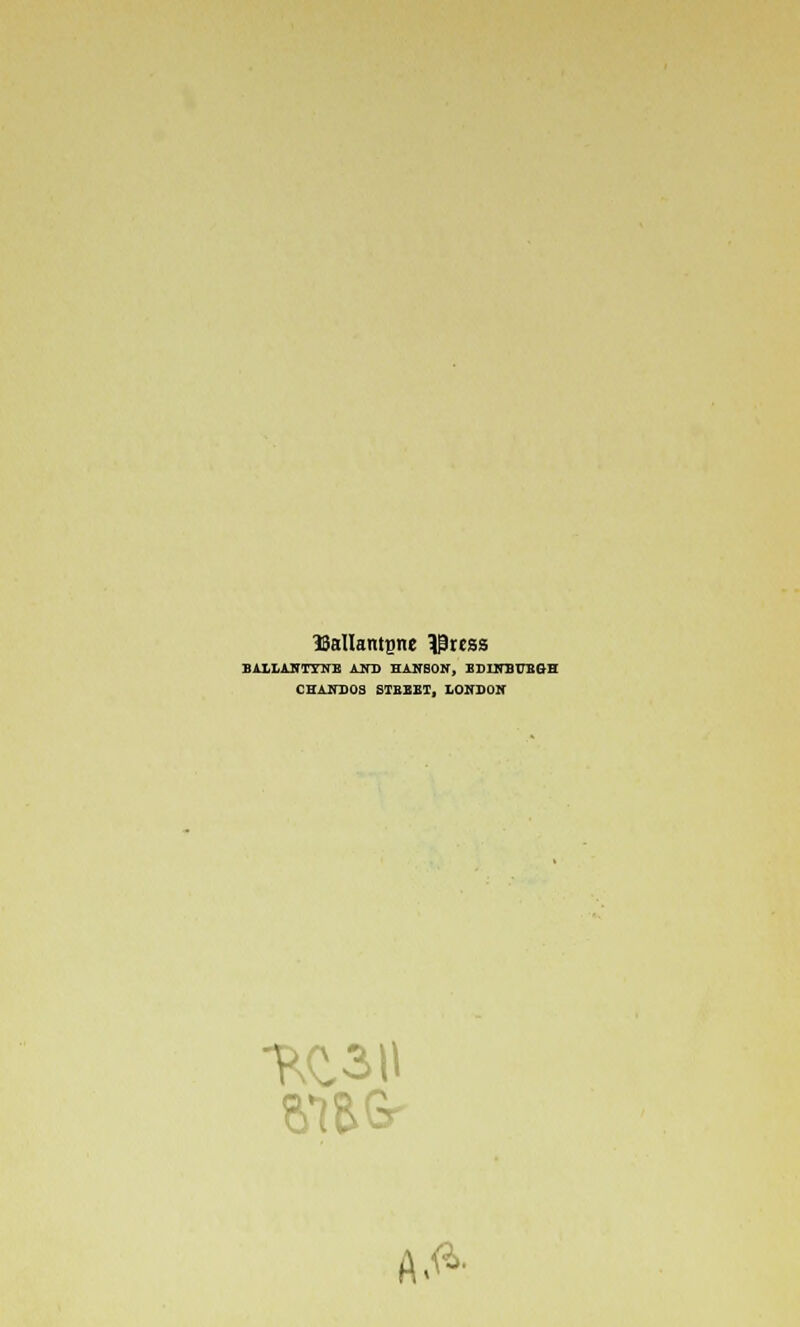 Ballantyne Press
BALLANTYNE AND HANSON, EDINBURGH
CHANDOS STREET, LONDON
RC311
878G